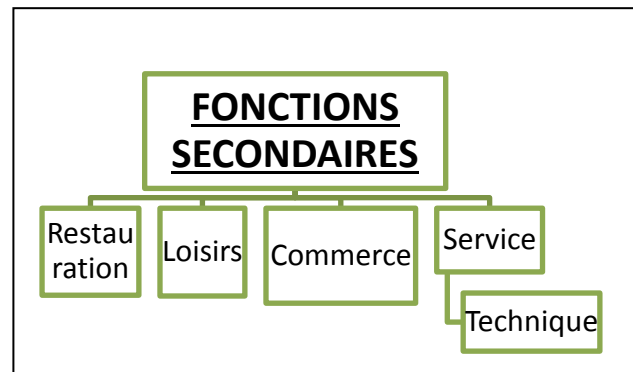 FONCTIONS
SECONDAIRES
Restau
ration
Loisirs
Commerce
Service
Technique